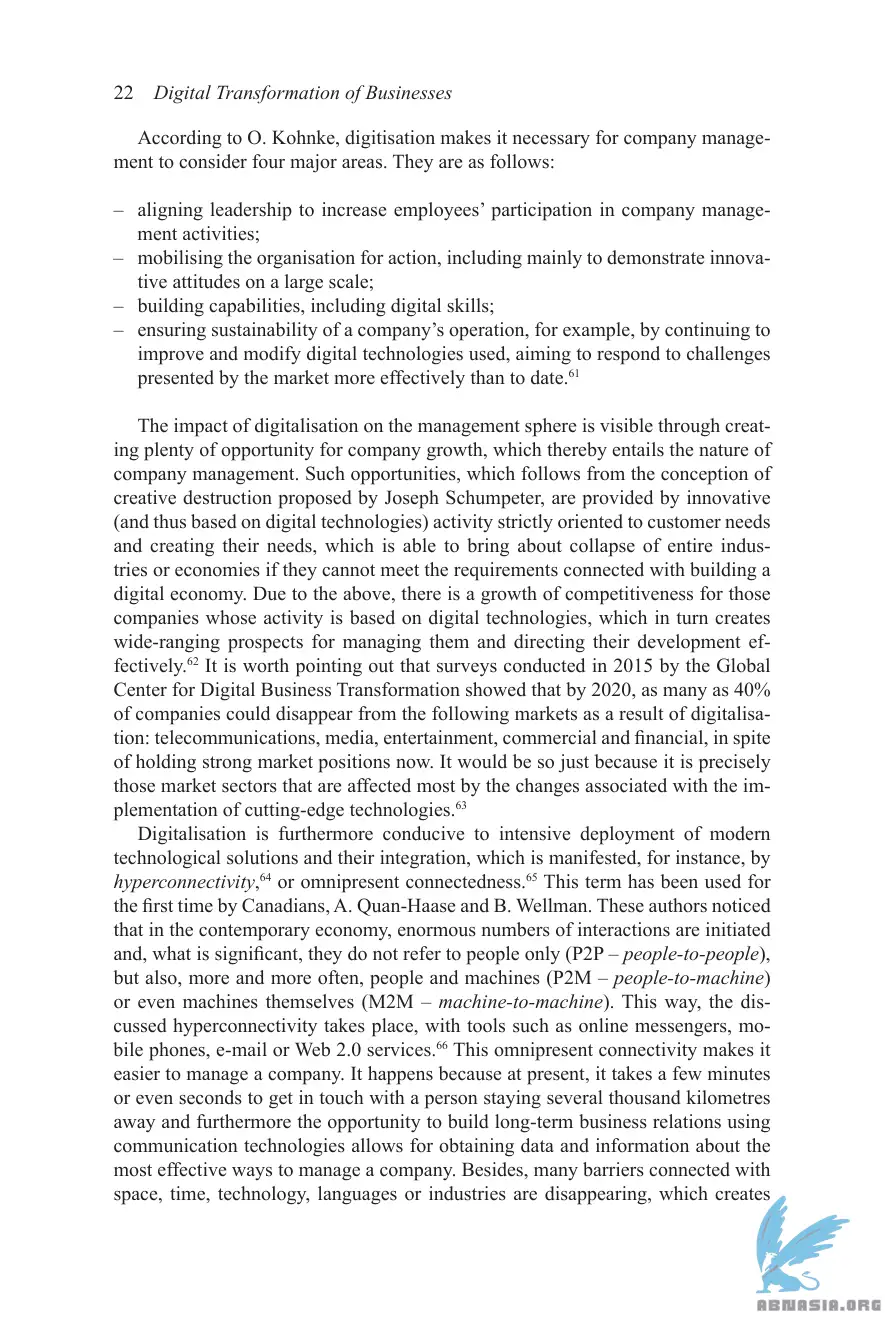 22 Digital Transformation of Businesses
According to O. Kohnke, digitisation makes it necessary for company manage-
ment to consider four major areas. They are as follows:
– aligning leadership to increase employees’ participation in company manage-
ment activities;
– mobilising the organisation for action, including mainly to demonstrate innova-
tive attitudes on a large scale;
– building capabilities, including digital skills;
– ensuring sustainability of a company’s operation, for example, by continuing to
improve and modify digital technologies used, aiming to respond to challenges
presented by the market more effectively than to date.61
The impact of digitalisation on the management sphere is visible through creat-
ing plenty of opportunity for company growth, which thereby entails the nature of
company management. Such opportunities, which follows from the conception of
creative destruction proposed by Joseph Schumpeter, are provided by innovative
(and thus based on digital technologies) activity strictly oriented to customer needs
and creating their needs, which is able to bring about collapse of entire indus-
tries or economies if they cannot meet the requirements connected with building a
digital economy. Due to the above, there is a growth of competitiveness for those
companies whose activity is based on digital technologies, which in turn creates
wide-ranging prospects for managing them and directing their development ef-
fectively.62 It is worth pointing out that surveys conducted in 2015 by the Global
Center for Digital Business Transformation showed that by 2020, as many as 40%
of companies could disappear from the following markets as a result of digitalisa-
tion: telecommunications, media, entertainment, commercial and financial, in spite
of holding strong market positions now. It would be so just because it is precisely
those market sectors that are affected most by the changes associated with the im-
plementation of cutting-edge technologies.63
Digitalisation is furthermore conducive to intensive deployment of modern
technological solutions and their integration, which is manifested, for instance, by
hyperconnectivity,64 or omnipresent connectedness.65 This term has been used for
the first time by Canadians, A. Quan-Haase and B. Wellman. These authors noticed
that in the contemporary economy, enormous numbers of interactions are initiated
and, what is significant, they do not refer to people only (P2P – people-to-people),
but also, more and more often, people and machines (P2M – people-to-machine)
or even machines themselves (M2M – machine-to-machine). This way, the dis-
cussed hyperconnectivity takes place, with tools such as online messengers, mo-
bile phones, e-mail or Web 2.0 services.66 This omnipresent connectivity makes it
easier to manage a company. It happens because at present, it takes a few minutes
or even seconds to get in touch with a person staying several thousand kilometres
away and furthermore the opportunity to build long-term business relations using
communication technologies allows for obtaining data and information about the
most effective ways to manage a company. Besides, many barriers connected with
space, time, technology, languages or industries are disappearing, which creates
ABNASIA.ORG